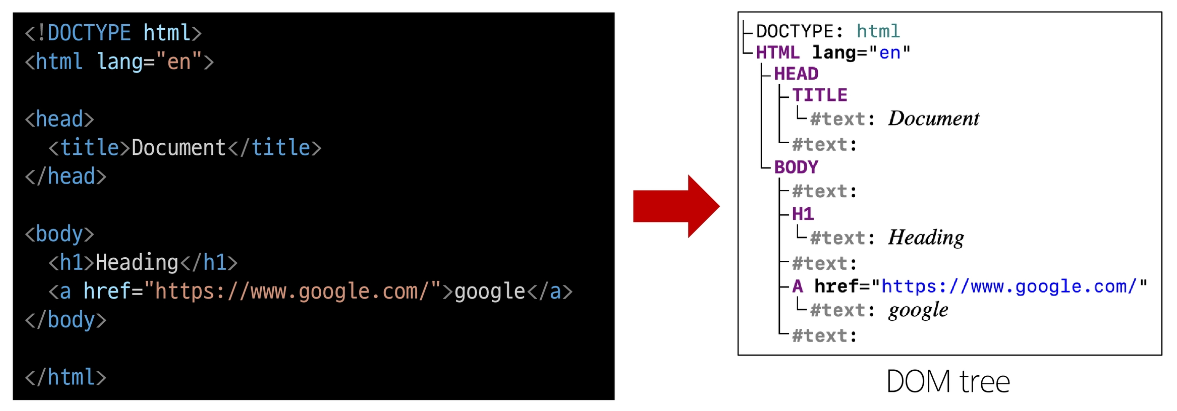 <!DOCTYPE html>
<html lang="en">
<head>
<title>Document</title>
</head>
<body>
<h1>Heading</h1>
<a href="https://www.google.com/">google</a>
</body>
</html>
DOCTYPE: html
HTML lang="en"
HEAD
TITLE
#text: Document
#text:
BODY
#text:
H1
#text: Heading
#text:
A href="https://www.google.com/"
#text: google
#text:
DOM tree